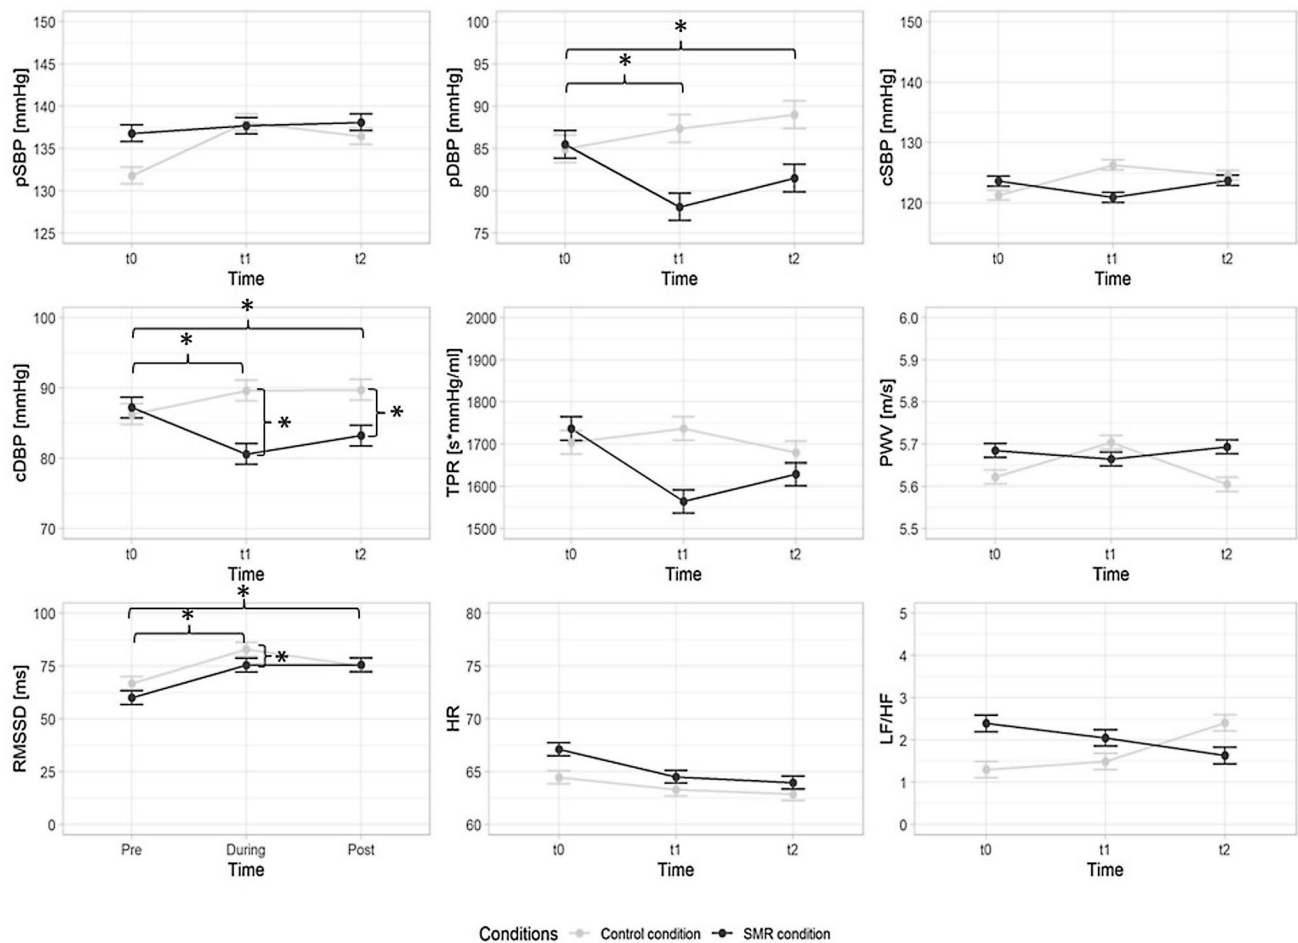 150
145
140
135
130
125
pSBP [mmHg]
t0 t1 t2
Time
100
95
90
85
80
75
pDBP [mmHg]
* *
t0 t1 t2
Time
150
140
130
120
cSBP [mmHg]
t0 t1 t2
Time
100
90
80
70
cDBP [mmHg]
* * * *
t0 t1 t2
Time
2000
1900
1800
1700
1600
1500
TPR [s*mmHg/ml]
t0 t1 t2
Time
6.0
5.9
5.8
5.7
5.6
5.5
PWV [m/s]
t0 t1 t2
Time
100
75
50
25
0
RMSSD [ms]
* * *
Pre During Post
Time
80
75
70
65
60
HR
t0 t1 t2
Time
5
4
3
2
1
0
LF/HF
t0 t1 t2
Time
Conditions Control condition SMR condition